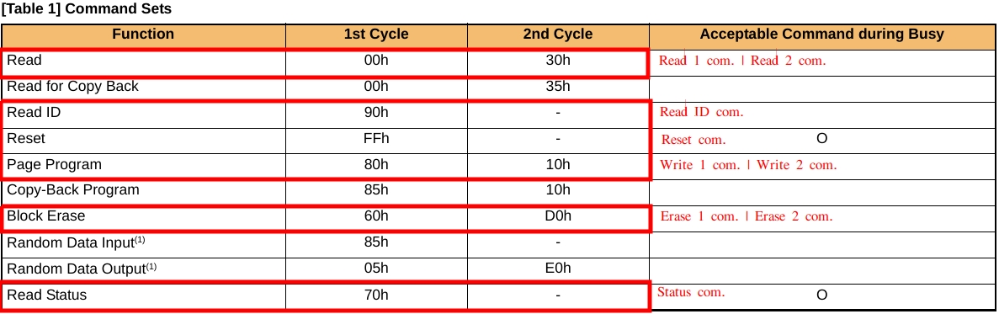 [Table 1] Command Sets
Function 1st Cycle 2nd Cycle Acceptable Command during Busy
Read 00h 30h Read 1 com. | Read 2 com.
Read for Copy Back 00h 35h
Read ID 90h - Read ID com.
Reset FFh - Reset com. O
Page Program 80h 10h Write 1 com. | Write 2 com.
Copy-Back Program 85h 10h
Block Erase 60h D0h Erase 1 com. | Erase 2 com.
Random Data Input(1) 85h -
Random Data Output(1) 05h E0h
Read Status 70h - Status com. O